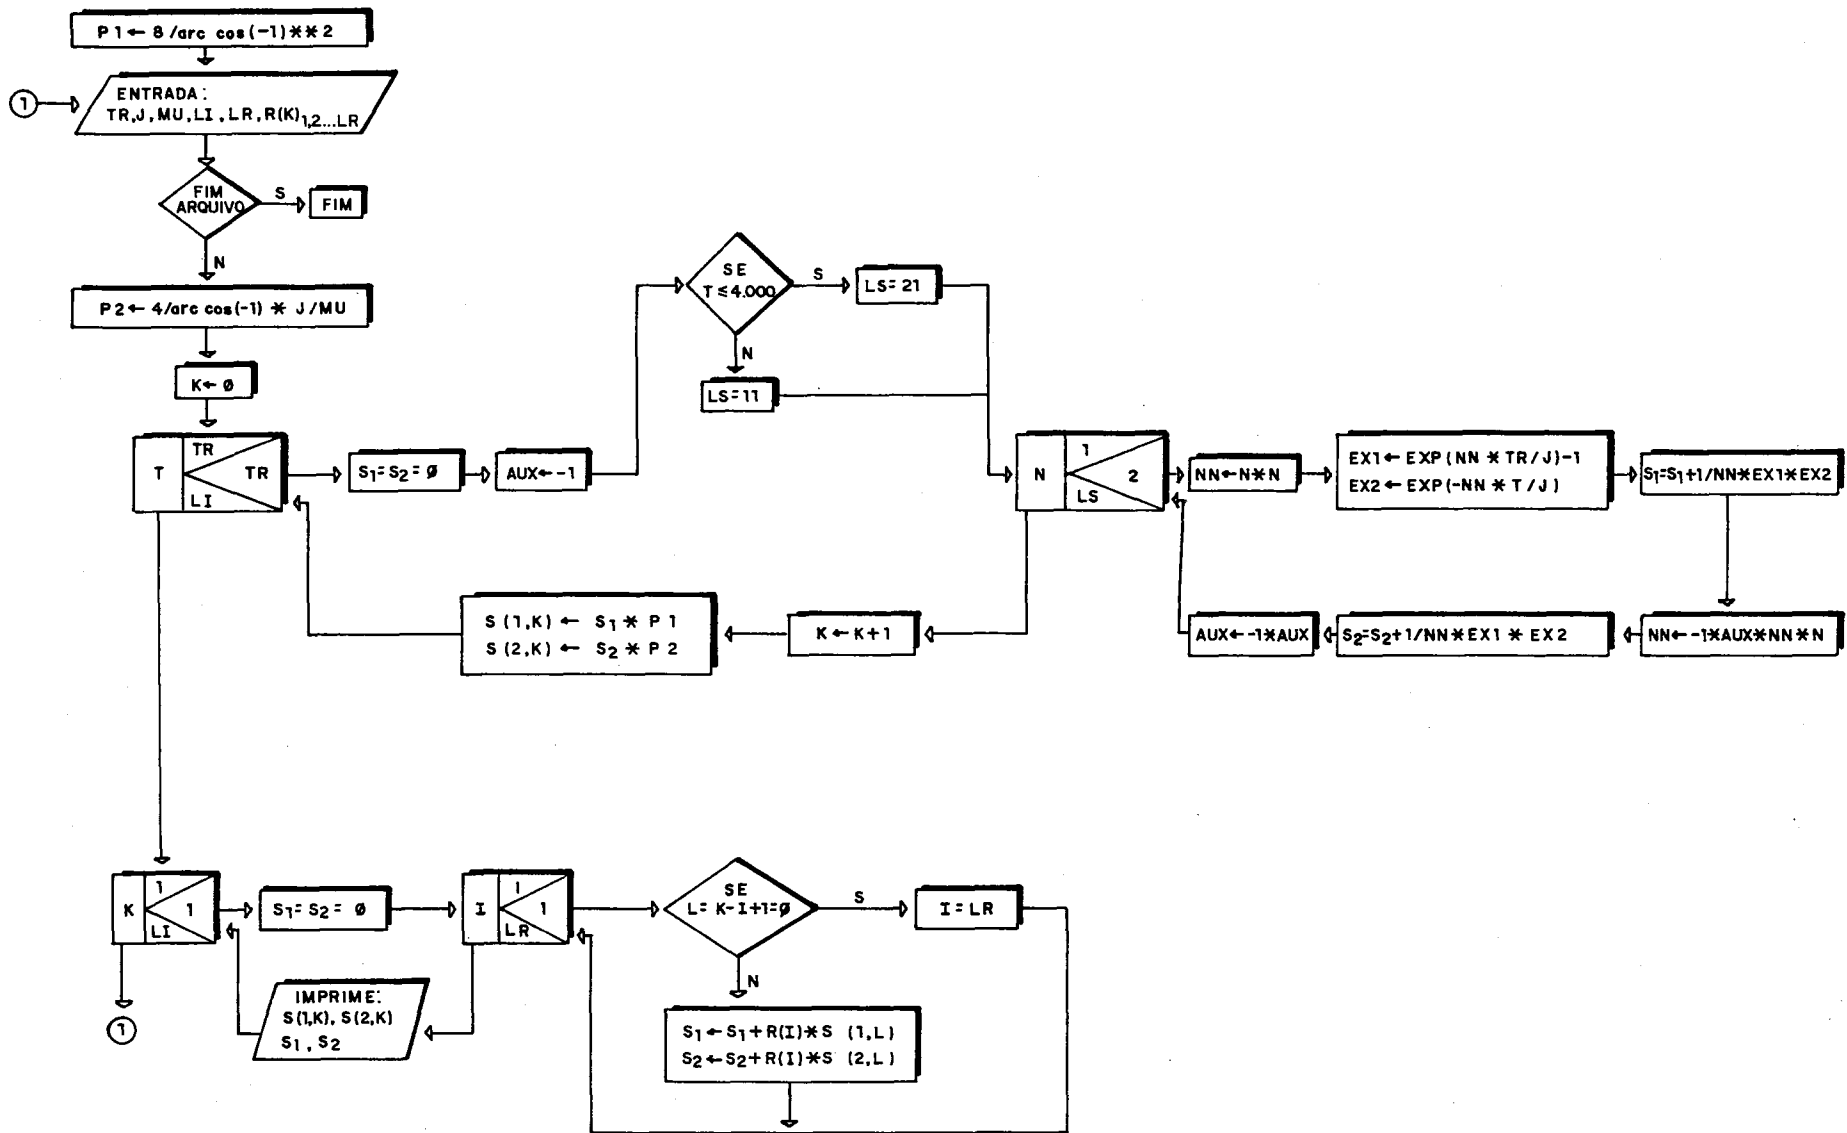 P1←8/arc cos(-1)**2
1
ENTRADA:
TR,J,MU,LI,LR,R(K)1,2...LR
FIM
ARQUIVO
S
FIM
N
P2←4/arc cos(-1) * J/MU
K←Ø
T
TR
TR
LI
S1=S2=Ø
AUX←-1
SE
T≤4.000
S
LS=21
N
LS=11
N
1
2
LS
NN←N*N
EX1←EXP(NN*TR/J)-1
EX2←EXP(-NN*T/J)
S1=S1+1/NN*EX1*EX2
NN←-1*AUX*NN*N
S2=S2+1/NN*EX1*EX2
AUX←-1*AUX
K←K+1
S(1,K)←S1*P1
S(2,K)←S2*P2
K
1
1
LI
S1=S2=Ø
I
1
1
LR
SE
L=K-I+1=Ø
S
I=LR
N
S1←S1+R(I)*S (1,L)
S2←S2+R(I)*S (2,L)
IMPRIME:
S(1,K),S(2,K)
S1,S2
1